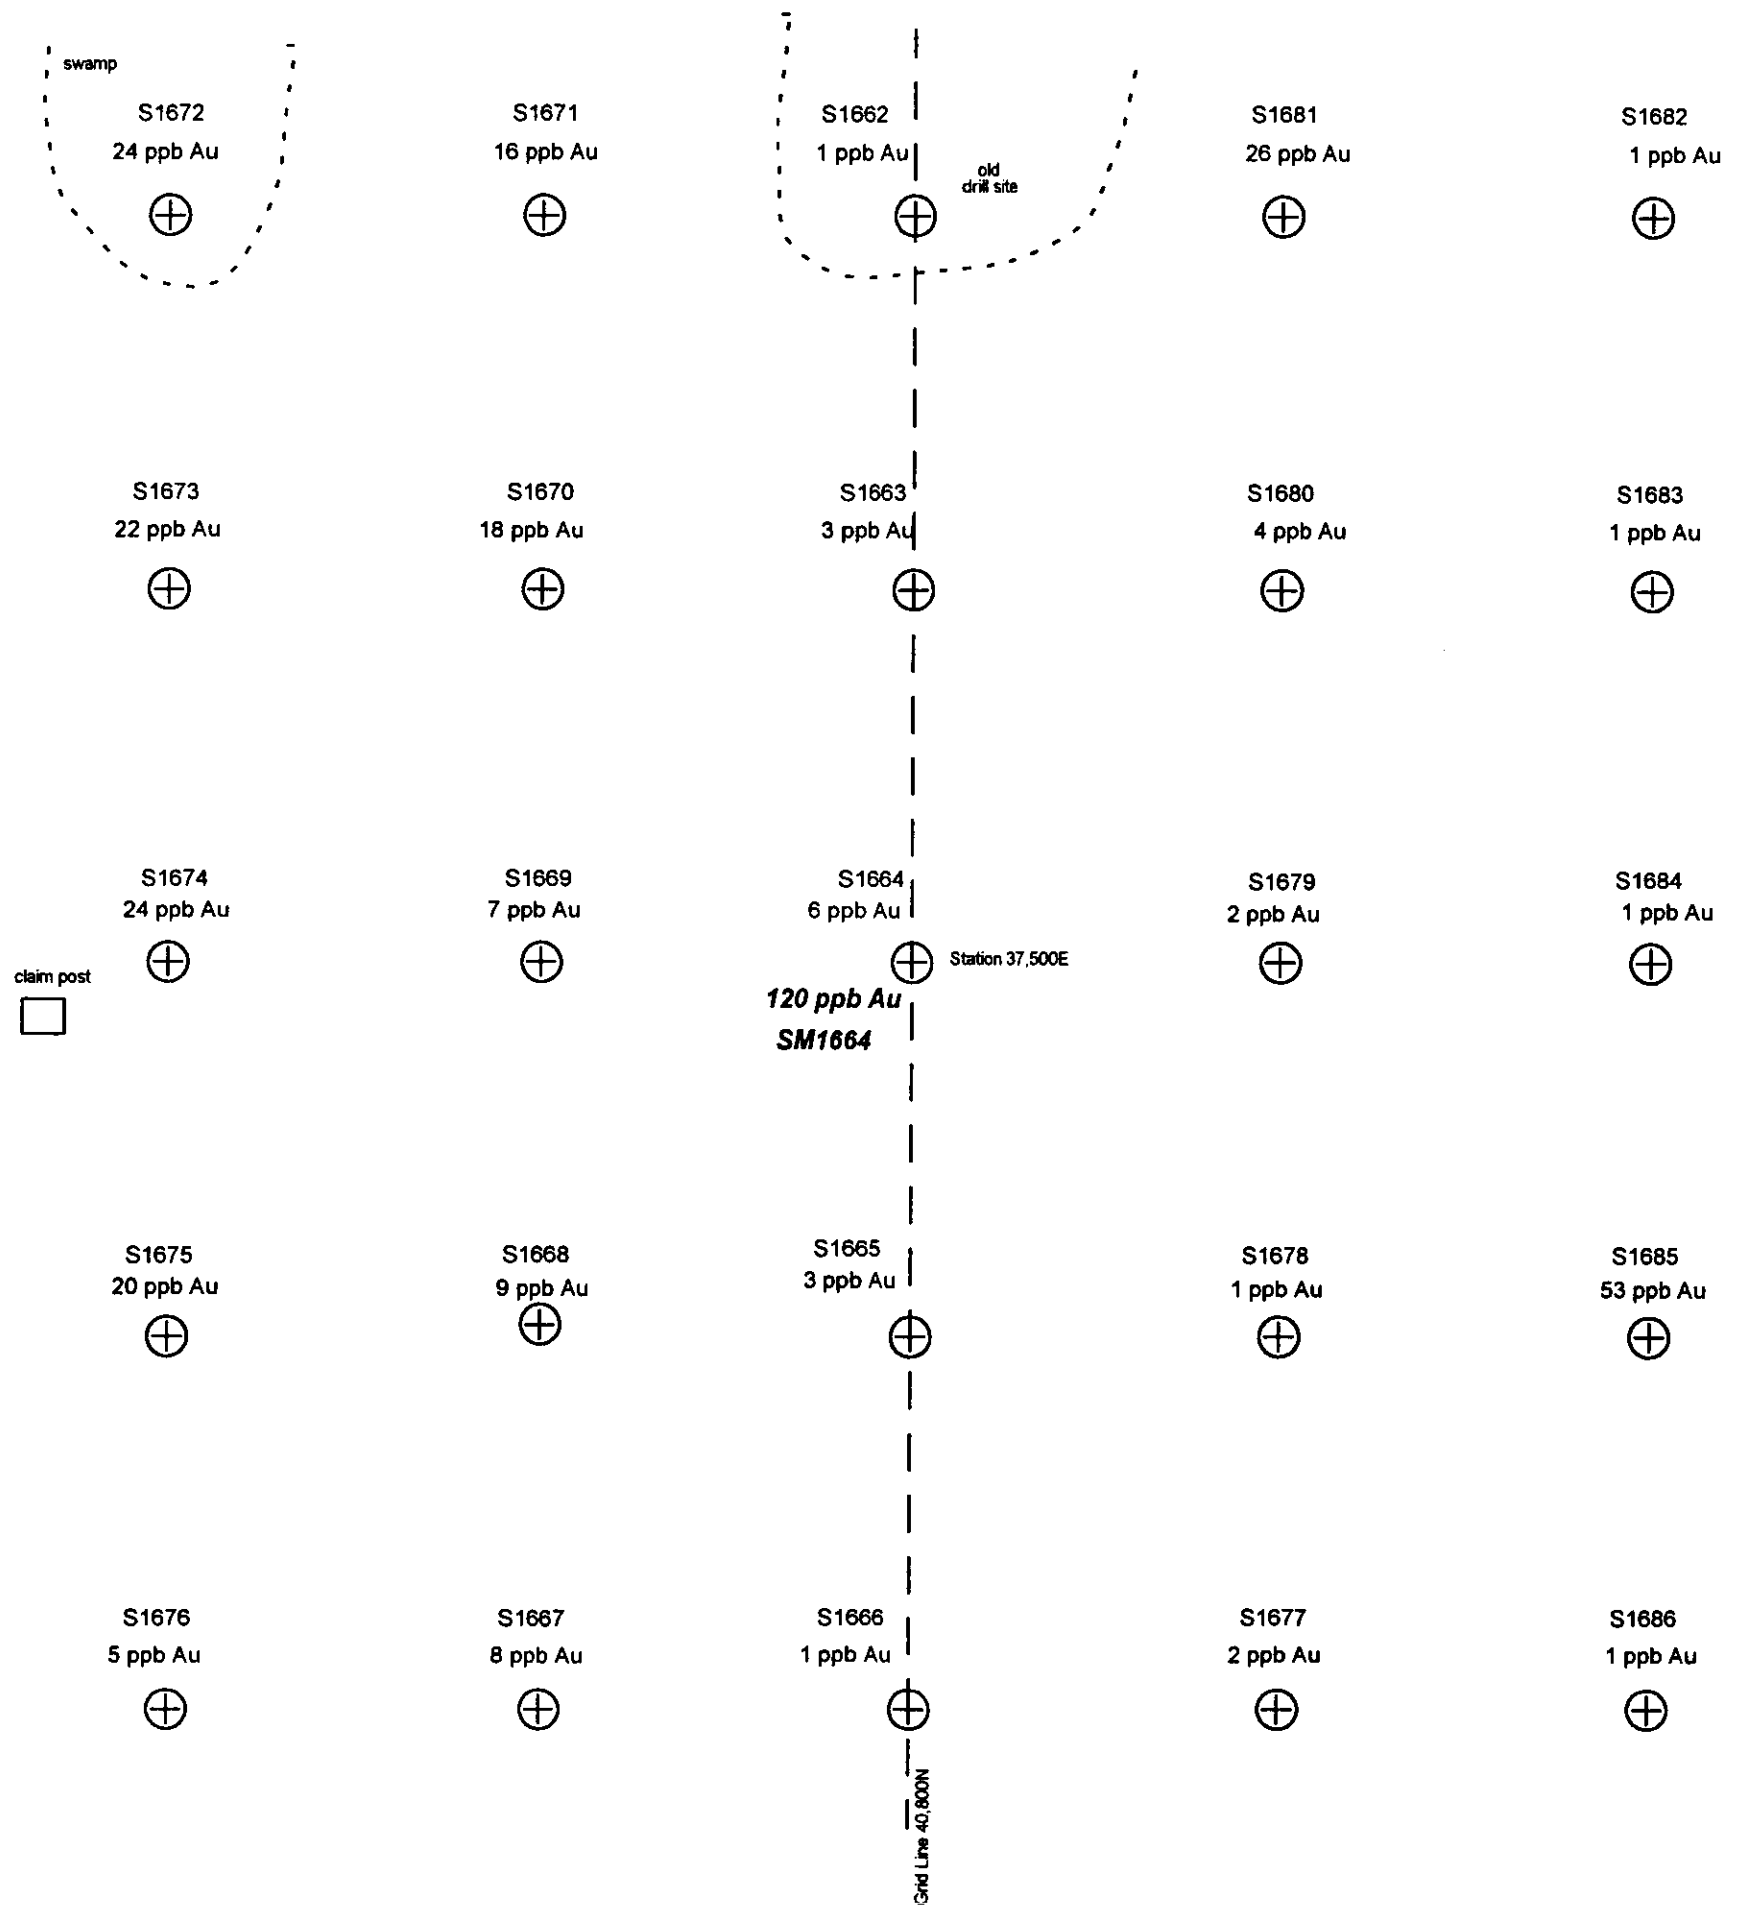 swamp
S1672
24 ppb Au
S1671
16 ppb Au
S1662
1 ppb Au
old
drill site
S1681
26 ppb Au
S1682
1 ppb Au
S1673
22 ppb Au
S1670
18 ppb Au
S1663
3 ppb Au
S1680
4 ppb Au
S1683
1 ppb Au
S1674
24 ppb Au
S1669
7 ppb Au
S1664
6 ppb Au
Station 37,500E
S1679
2 ppb Au
S1684
1 ppb Au
claim post
120 ppb Au
SM1664
S1675
20 ppb Au
S1668
9 ppb Au
S1665
3 ppb Au
S1678
1 ppb Au
S1685
53 ppb Au
S1676
5 ppb Au
S1667
8 ppb Au
S1666
1 ppb Au
S1677
2 ppb Au
S1686
1 ppb Au
Grid Line 40,800N